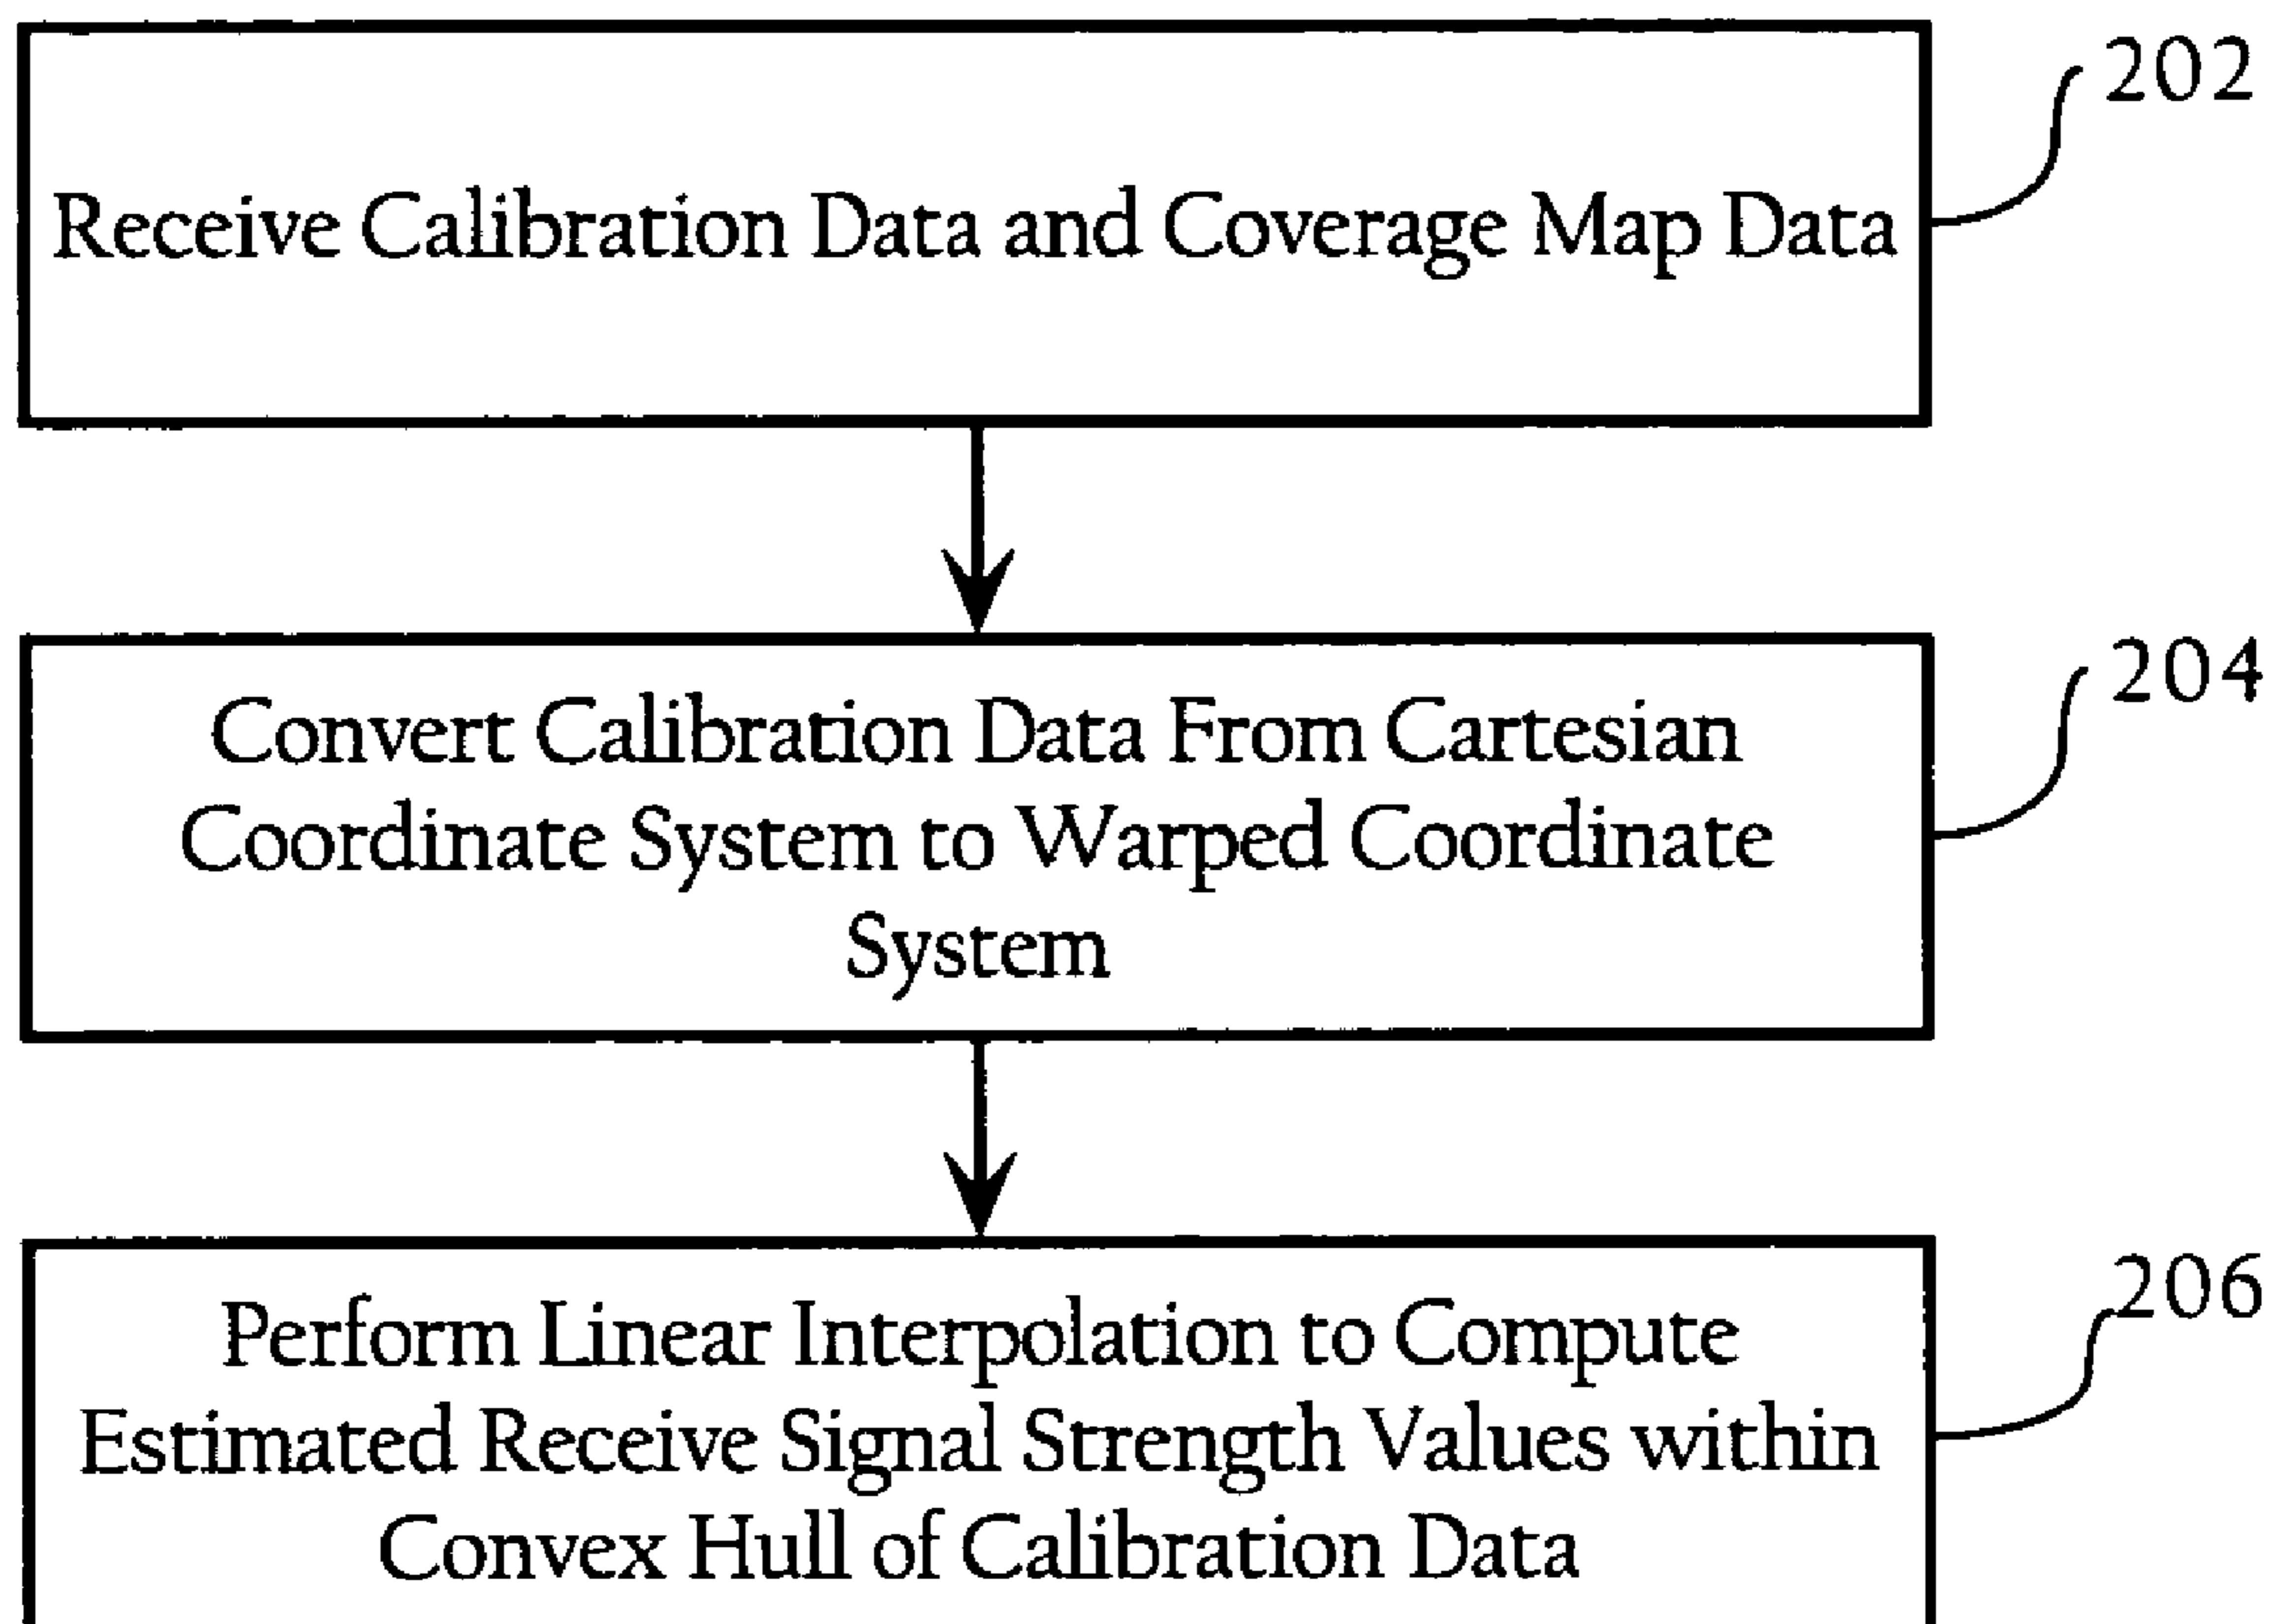 202
Receive Calibration Data and Coverage Map Data
204
Convert Calibration Data From Cartesian
Coordinate System to Warped Coordinate
System
206
Perform Linear Interpolation to Compute
Estimated Receive Signal Strength Values within
Convex Hull of Calibration Data